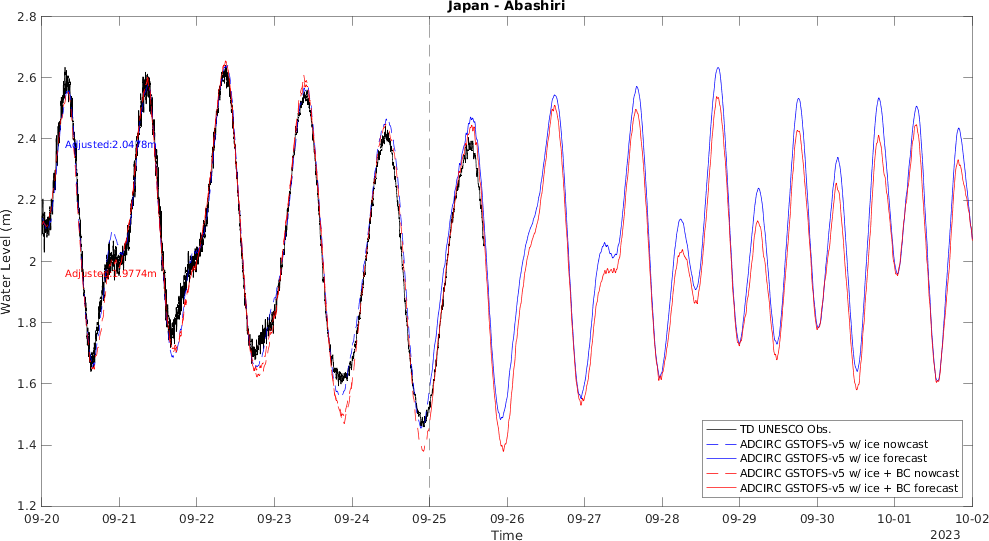 Japan - Abashiri
2.8
2.6
2.4
2.2
2
1.8
1.6
1.4
1.2
Water Level (m)
Adjusted:2.0478m
Adjusted:1.9774m
TD UNESCO Obs.
ADCIRC GSTOFS-v5 w/ ice nowcast
ADCIRC GSTOFS-v5 w/ ice forecast
ADCIRC GSTOFS-v5 w/ ice + BC nowcast
ADCIRC GSTOFS-v5 w/ ice + BC forecast
09-20 09-21 09-22 09-23 09-24 09-25 09-26 09-27 09-28 09-29 09-30 10-01 10-02
Time
2023